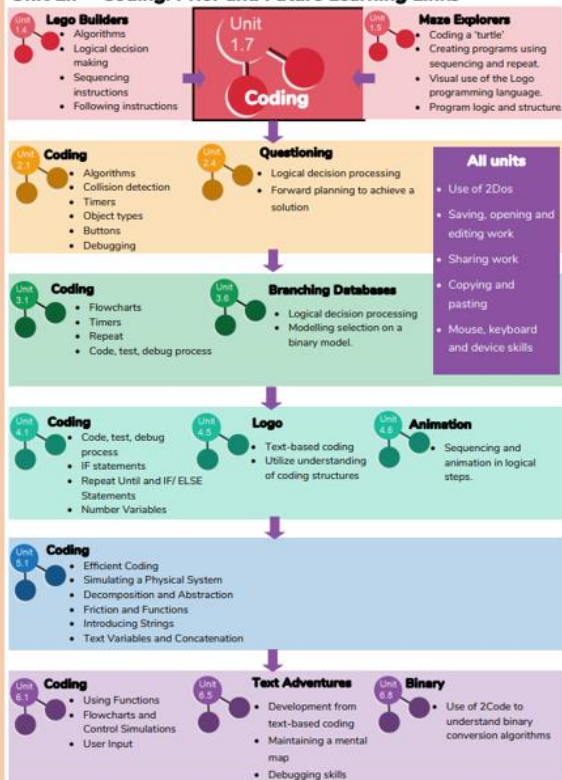 Unit
1.4
Lego Builders
Algorithms
Logical decision
making
Sequencing
instructions
Following instructions
Unit
1.7
Coding
Unit
1.5
Maze Explorers
Coding a 'turtle'
Creating programs using
sequencing and repeat.
Visual use of the Logo
programming language.
Program logic and structure.
Unit
2.1
Coding
Algorithms
Collision detection
Timers
Object types
Buttons
Debugging
Unit
2.4
Questioning
Logical decision processing
Forward planning to achieve a
solution
All units
Use of 2Dos
Saving, opening and
editing work
Sharing work
Copying and
pasting
Mouse, keyboard
and device skills
Unit
3.1
Coding
Flowcharts
Timers
Repeat
Code, test, debug process
Unit
3.6
Branching Databases
Logical decision processing
Modelling selection on a
binary model.
Unit
4.1
Coding
Code, test, debug
process
IF statements
Repeat Until and IF/ ELSE
Statements
Number Variables
Unit
4.5
Logo
Text-based coding
Utilize understanding
of coding structures
Unit
4.6
Animation
Sequencing and
animation in logical
steps.
Unit
5.1
Coding
Efficient Coding
Simulating a Physical System
Decomposition and Abstraction
Friction and Functions
Introducing Strings
Text Variables and Concatenation
Unit
6.1
Coding
Using Functions
Flowcharts and
Control Simulations
User Input
Unit
6.5
Text Adventures
Development from
text-based coding
Maintaining a mental
map
Debugging skills
Unit
6.8
Binary
Use of 2Code to
understand binary
conversion algorithms